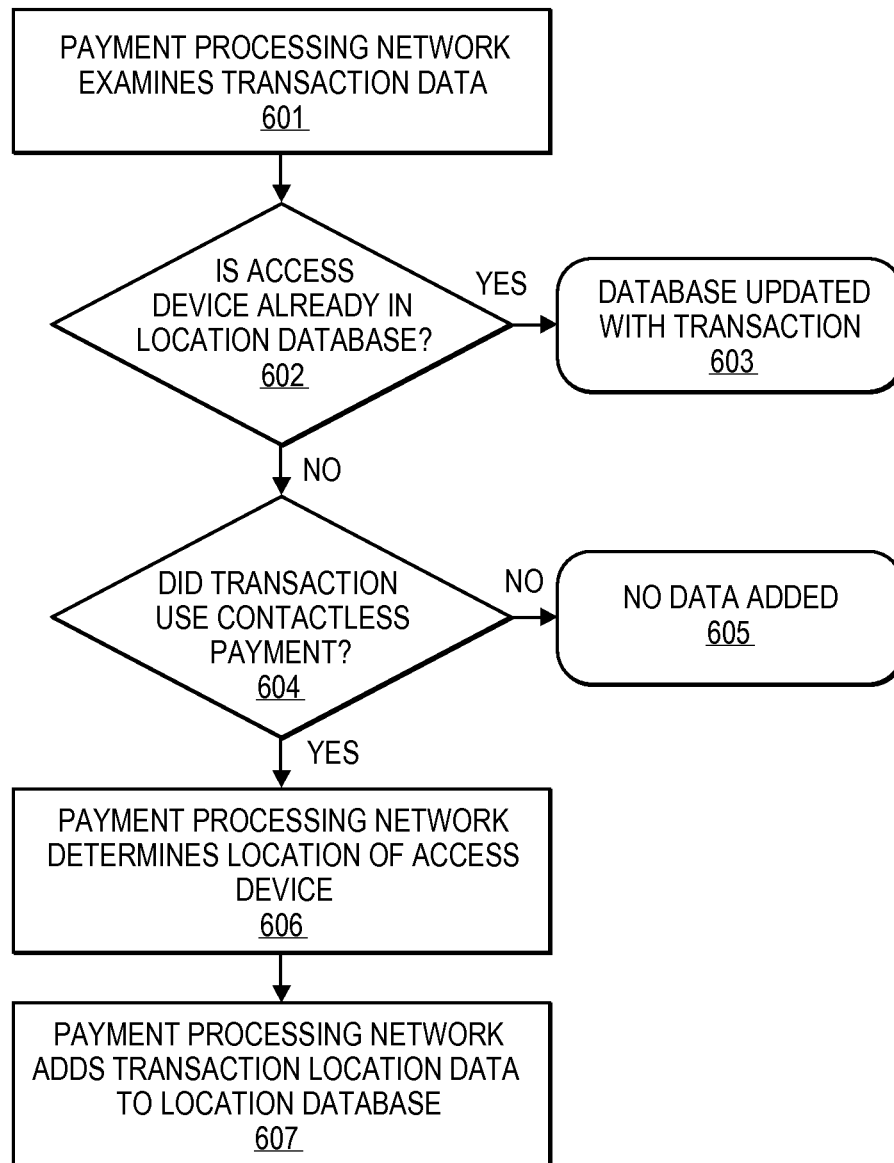 PAYMENT PROCESSING NETWORK
EXAMINES TRANSACTION DATA
601
IS ACCESS
DEVICE ALREADY IN
LOCATION DATABASE?
602
YES
DATABASE UPDATED
WITH TRANSACTION
603
NO
DID TRANSACTION
USE CONTACTLESS
PAYMENT?
604
NO
NO DATA ADDED
605
YES
PAYMENT PROCESSING NETWORK
DETERMINES LOCATION OF ACCESS
DEVICE
606
PAYMENT PROCESSING NETWORK
ADDS TRANSACTION LOCATION DATA
TO LOCATION DATABASE
607